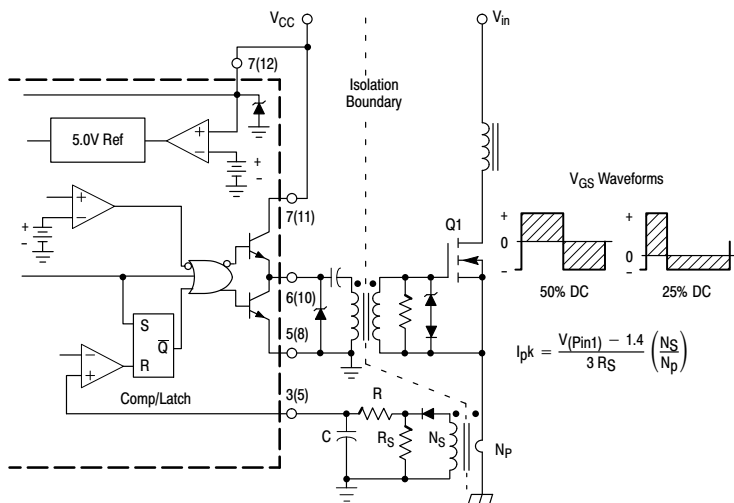 VCC
Vin
7(12)
Isolation
Boundary
5.0V Ref
+
-
+
-
+
-
+
-
7(11)
VGS Waveforms
Q1
+
0
-
+
0
-
50% DC
25% DC
6(10)
5(8)
S
Q
R
-
+
Comp/Latch
3(5)
R
C
RS
NS
NP
Ipk = V(Pin1) − 1.4 / 3 RS (NS / Np)